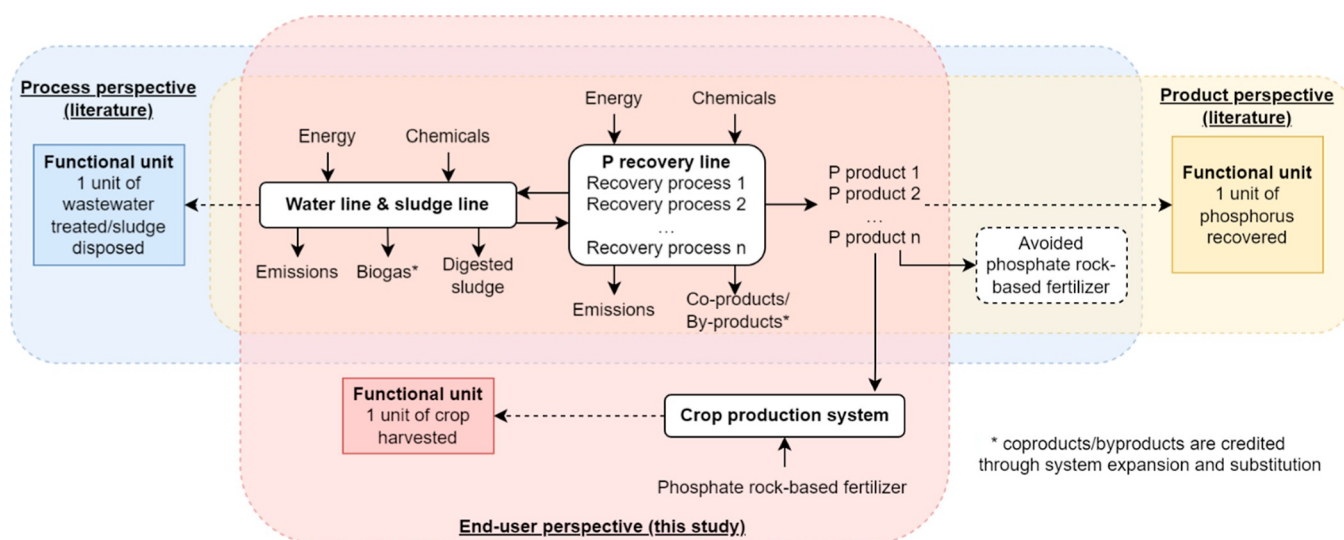 Process perspective
(literature)
Functional unit
1 unit of
wastewater
treated/sludge
disposed
Energy
Chemicals
Water line & sludge line
Emissions
Biogas*
Digested
sludge
Energy
Chemicals
P recovery line
Recovery process 1
Recovery process 2
...
Recovery process n
Emissions
Co-products/
By-products*
P product 1
P product 2
...
P product n
Avoided
phosphate rock-
based fertilizer
Product perspective
(literature)
Functional unit
1 unit of
phosphorus
recovered
Functional unit
1 unit of crop
harvested
Crop production system
Phosphate rock-based fertilizer
End-user perspective (this study)
* coproducts/byproducts are credited
through system expansion and substitution